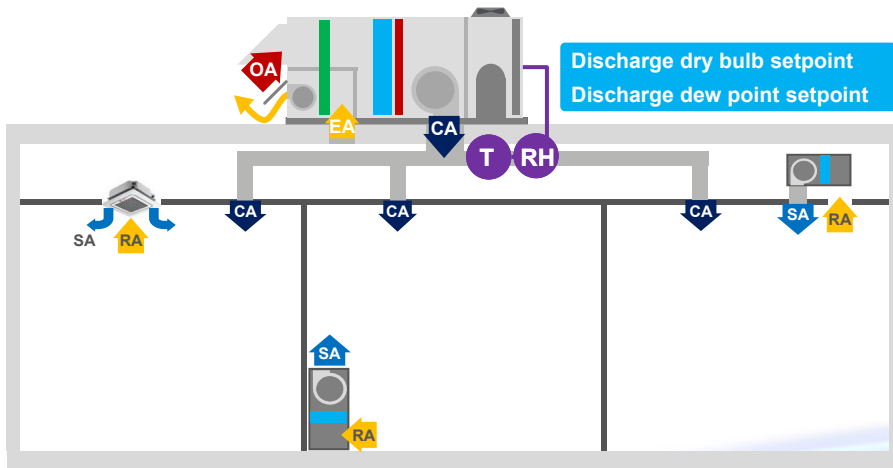 OA
Discharge dry bulb setpoint
Discharge dew point setpoint
EA
CA
T
RH
CA
CA
CA
SA
RA
SA
RA
SA
RA